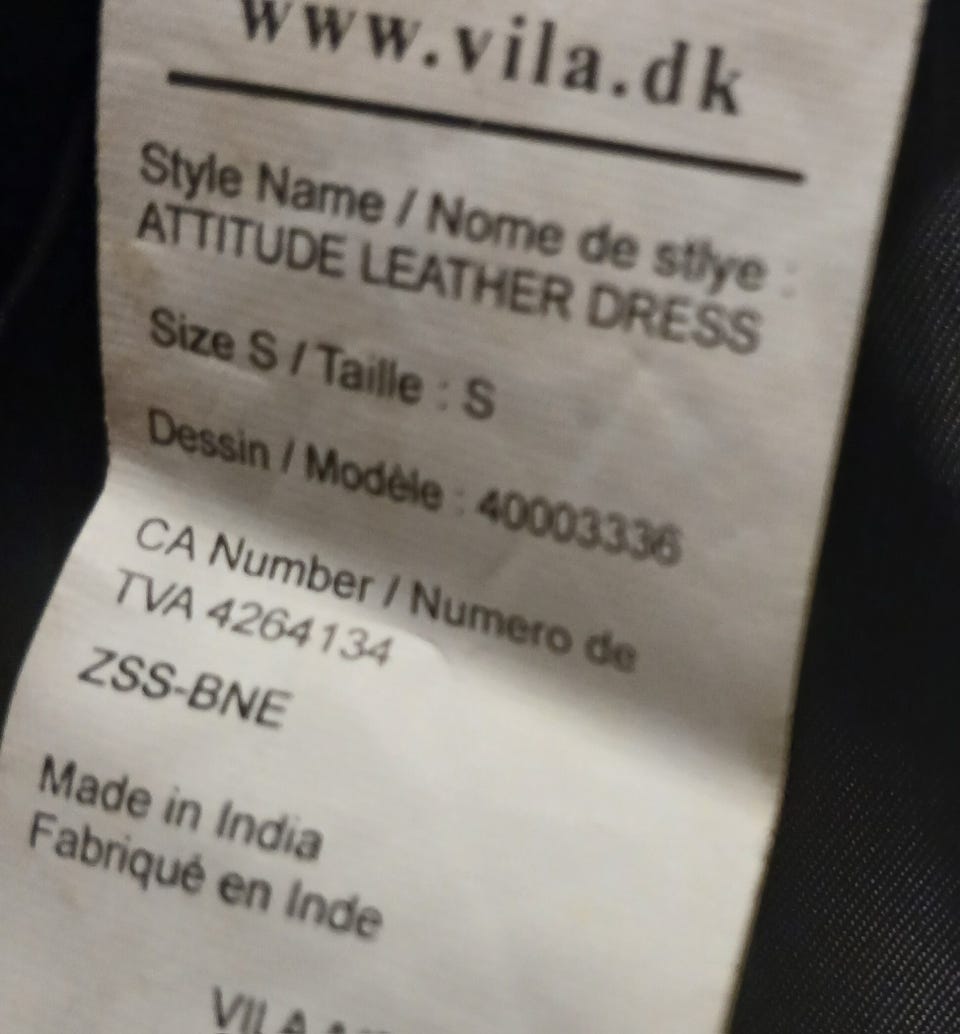 www.vila.dk
Style Name / Nome de stlye :
ATTITUDE LEATHER DRESS
Size S / Taille : S
Dessin / Modèle : 40003336
CA Number / Numero de
TVA 4264134
ZSS-BNE
Made in India
Fabriqué en Inde
VILA